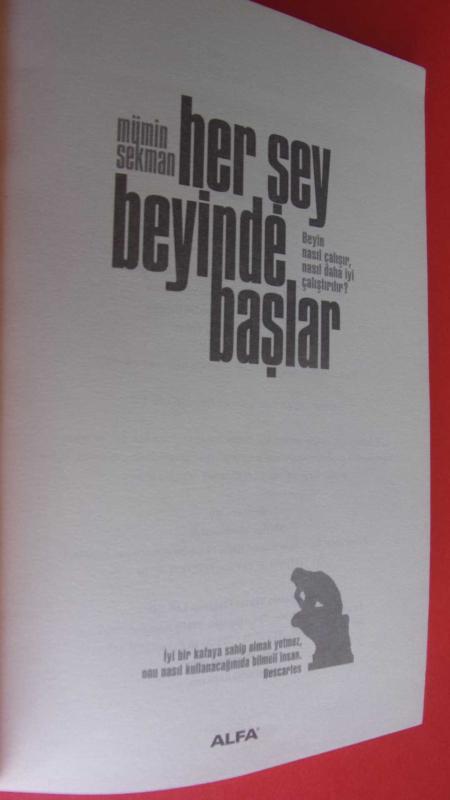 mümin
sekman
her şey
beyinde
başlar
Beyin
nasıl çalışır,
nasıl daha iyi
çalıştırılır?
İyi bir kafaya sahip olmak yetmez,
onu nasıl kullanacağınıda bilmeli insan.
Descartes
ALFA®